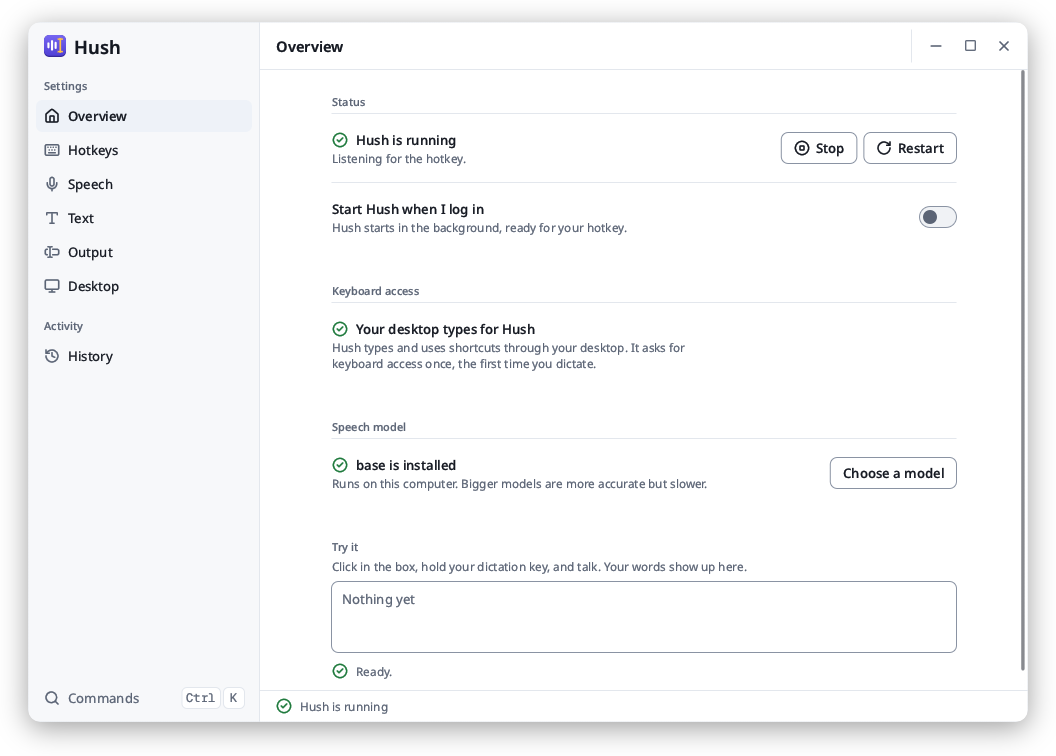 Hush
Overview
Settings
Overview
Hotkeys
Speech
Text
Output
Desktop
Activity
History
Commands
Ctrl K
Status
Hush is running
Listening for the hotkey.
Stop
Restart
Start Hush when I log in
Hush starts in the background, ready for your hotkey.
Keyboard access
Your desktop types for Hush
Hush types and uses shortcuts through your desktop. It asks for
keyboard access once, the first time you dictate.
Speech model
base is installed
Runs on this computer. Bigger models are more accurate but slower.
Choose a model
Try it
Click in the box, hold your dictation key, and talk. Your words show up here.
Nothing yet
Ready.
Hush is running